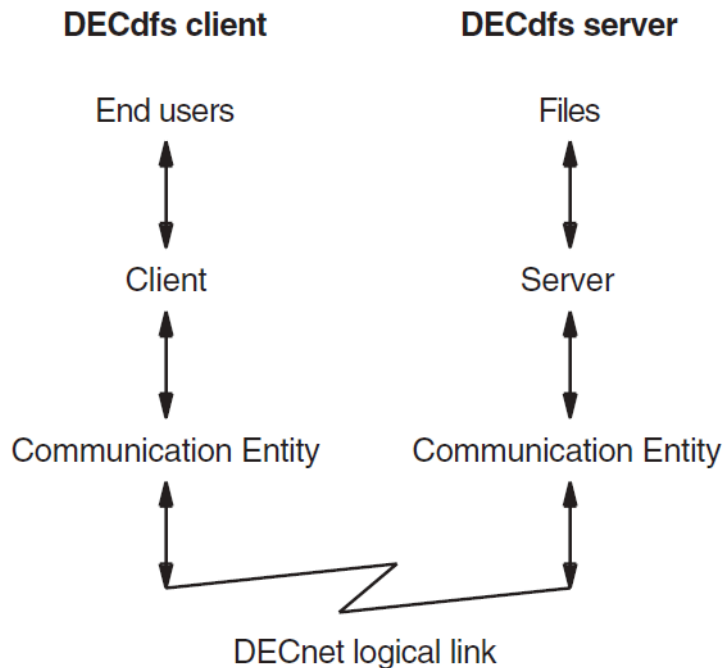 DECdfs client
DECdfs server
End users
Files
Client
Server
Communication Entity
Communication Entity
DECnet logical link